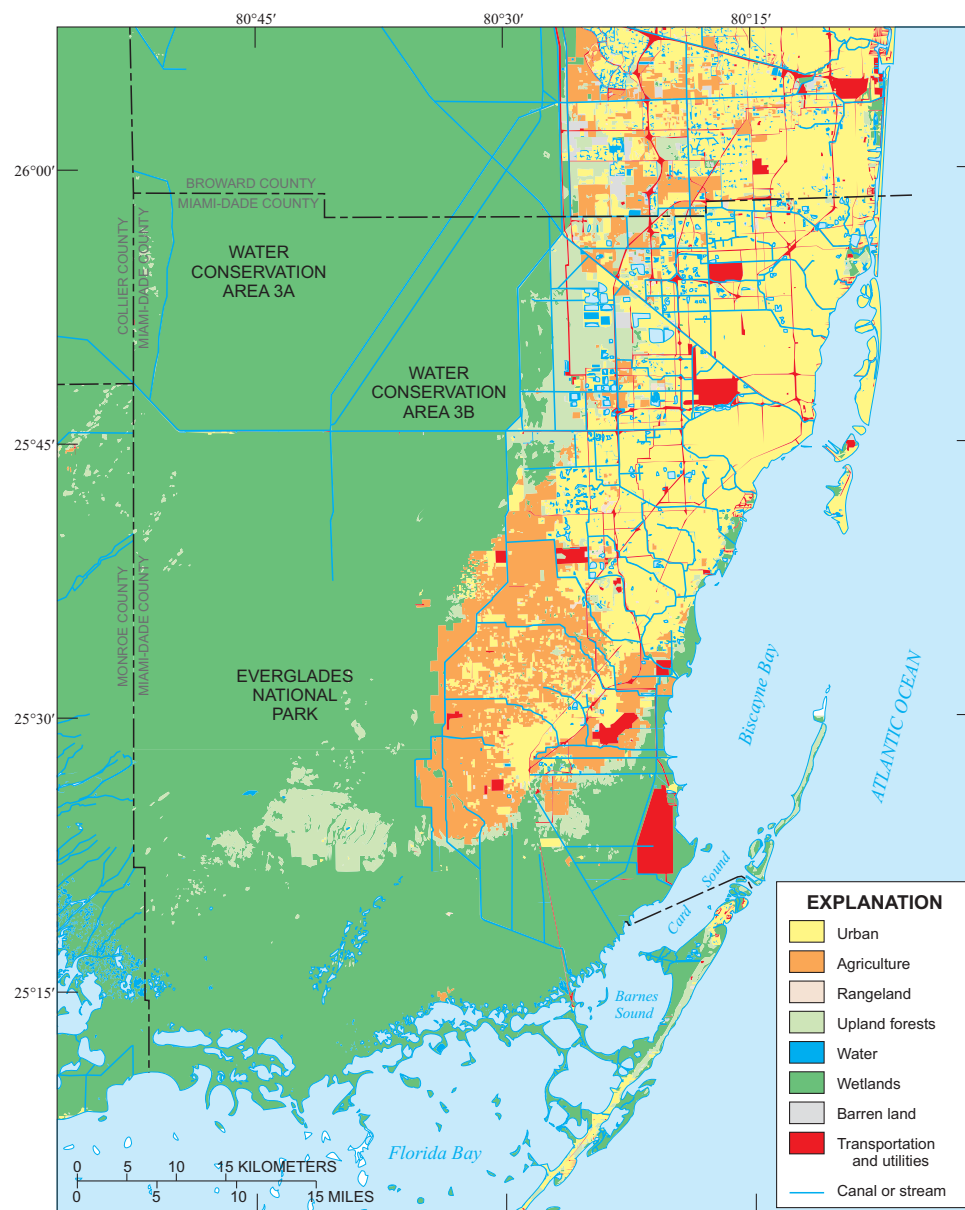 80°45′
80°30′
80°15′
26°00′
25°45′
25°30′
25°15′
BROWARD COUNTY
MIAMI-DADE COUNTY
COLLIER COUNTY
MIAMI-DADE COUNTY
WATER
CONSERVATION
AREA 3A
WATER
CONSERVATION
AREA 3B
MONROE COUNTY
MIAMI-DADE COUNTY
EVERGLADES
NATIONAL
PARK
Biscayne Bay
ATLANTIC OCEAN
Card Sound
Barnes
Sound
Florida Bay
0 5 10 15 KILOMETERS
0 5 10 15 MILES
EXPLANATION
Urban
Agriculture
Rangeland
Upland forests
Water
Wetlands
Barren land
Transportation
and utilities
Canal or stream